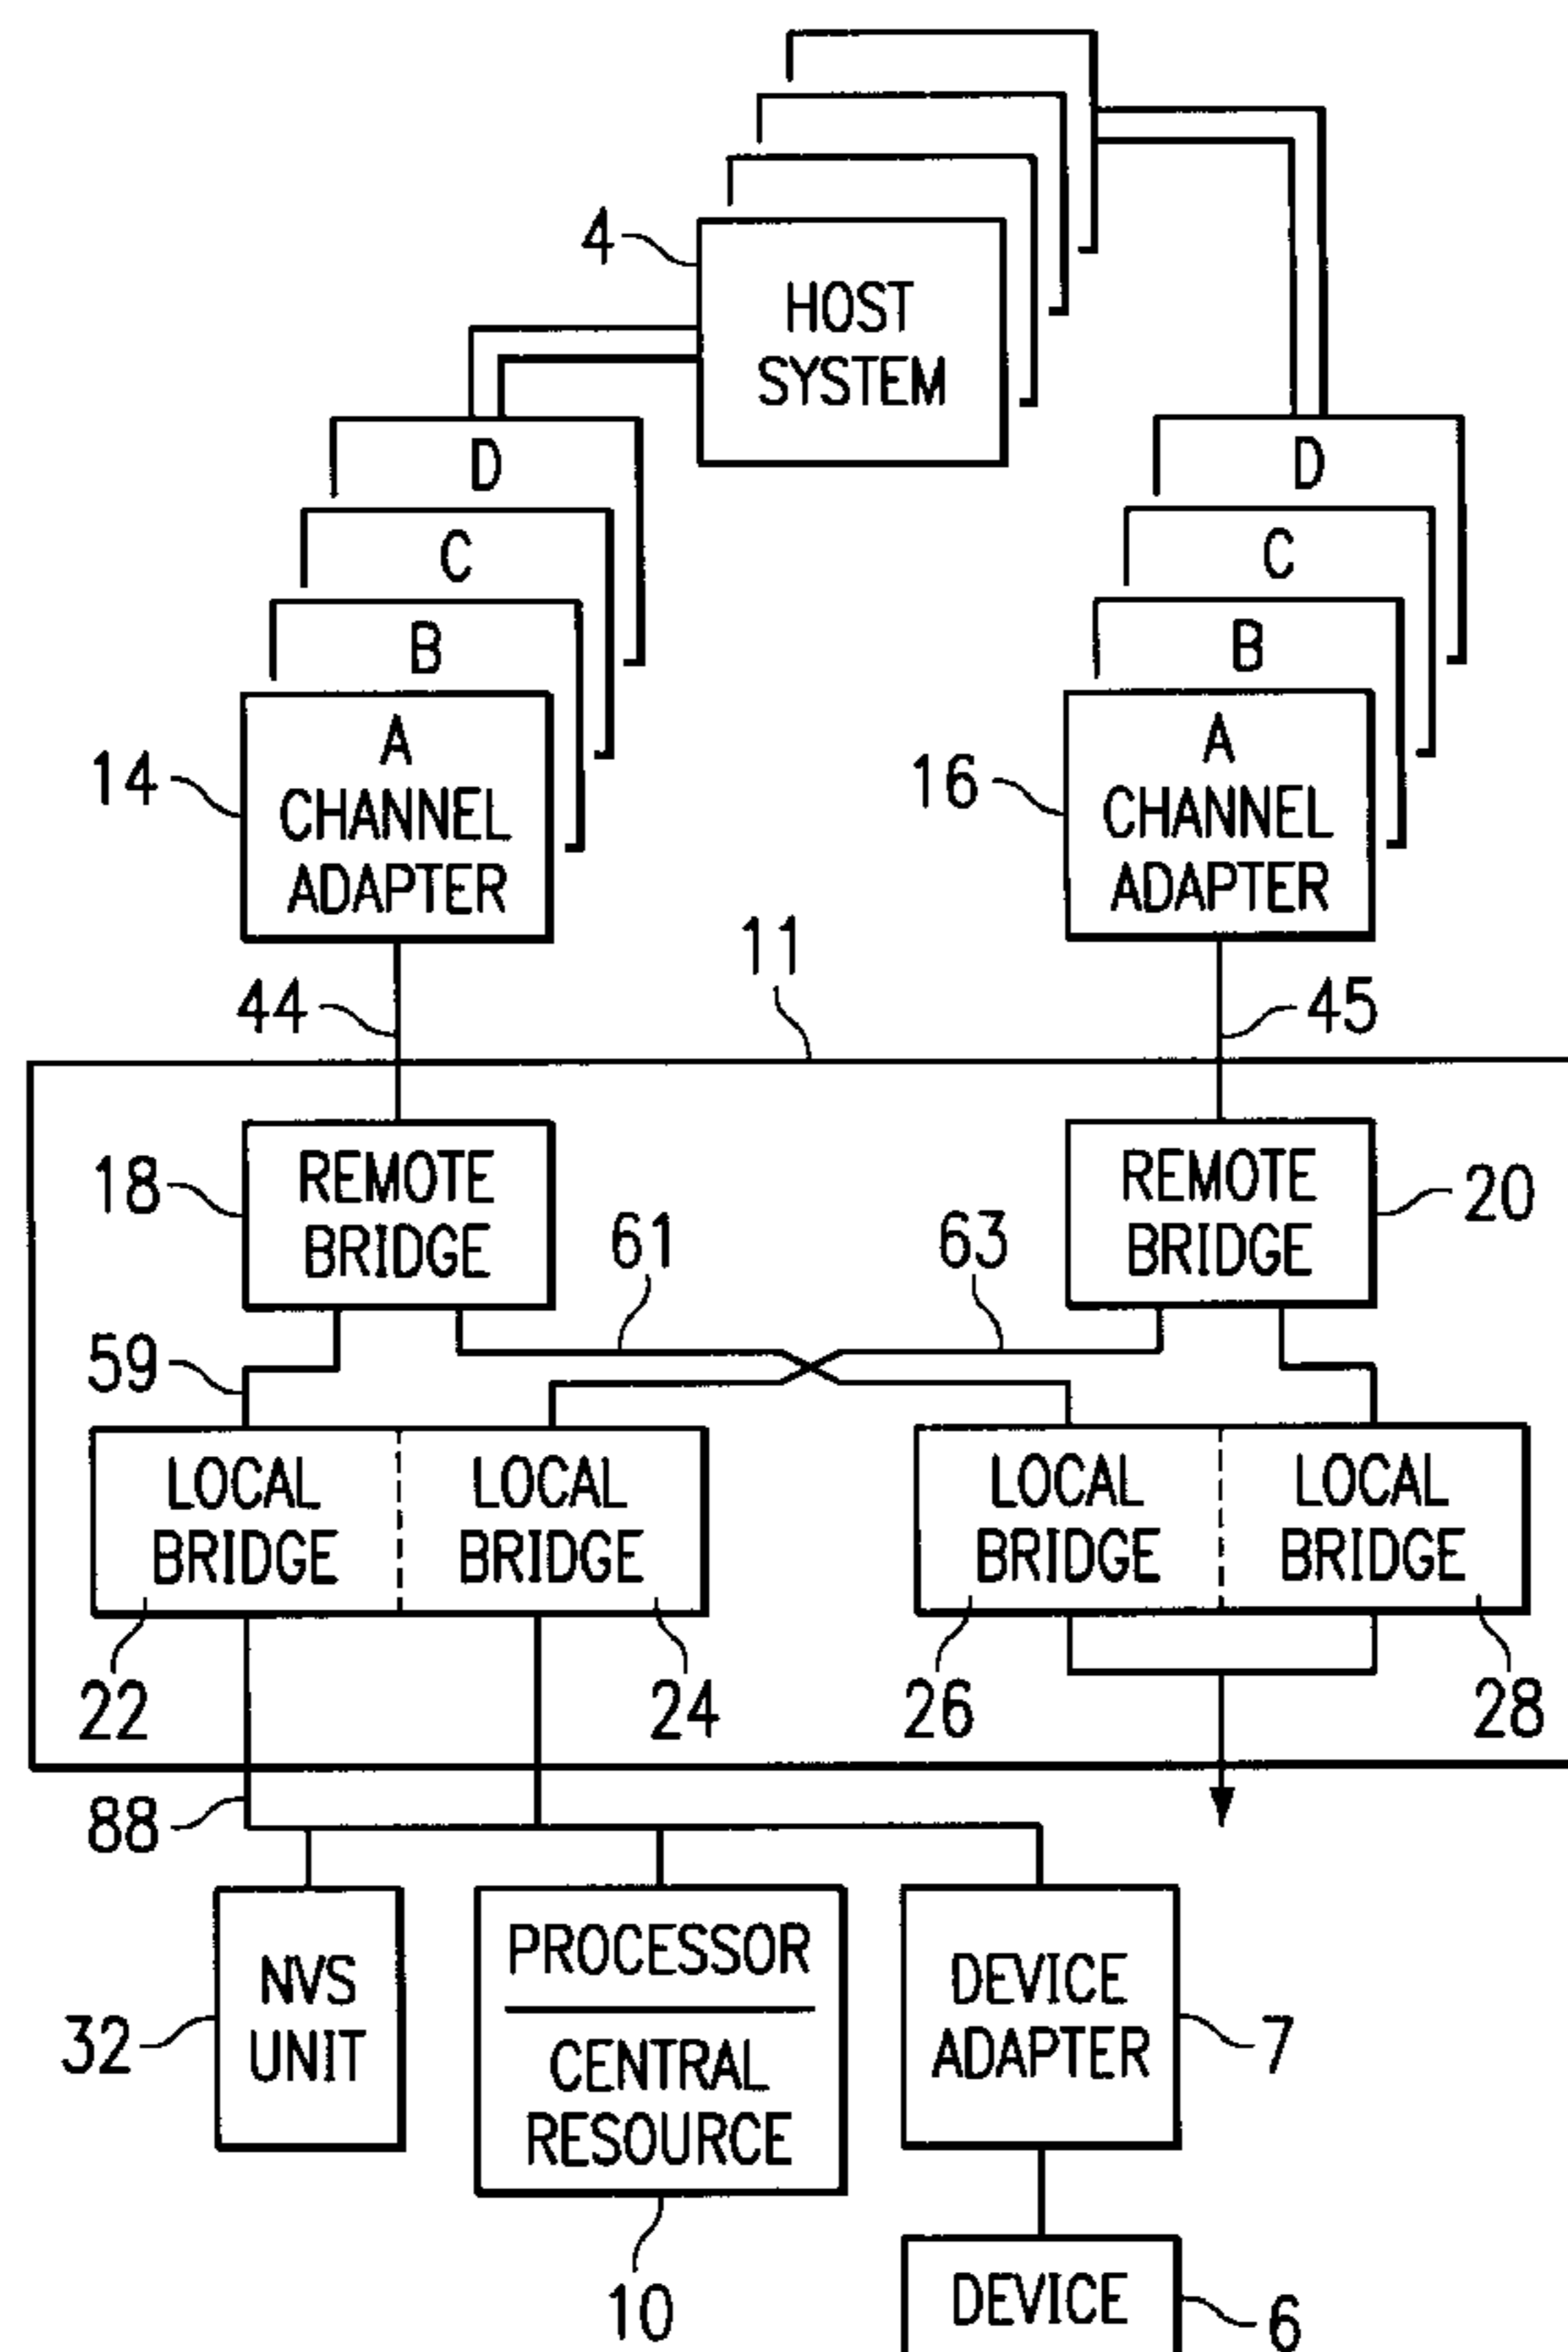 4
HOST
SYSTEM
D
C
B
A
CHANNEL
ADAPTER
14
D
C
B
A
CHANNEL
ADAPTER
16
11
44
45
REMOTE
BRIDGE
18
REMOTE
BRIDGE
20
61
63
59
LOCAL
BRIDGE
LOCAL
BRIDGE
LOCAL
BRIDGE
LOCAL
BRIDGE
22
24
26
28
88
NVS
UNIT
32
PROCESSOR
CENTRAL
RESOURCE
10
DEVICE
ADAPTER
7
DEVICE
6